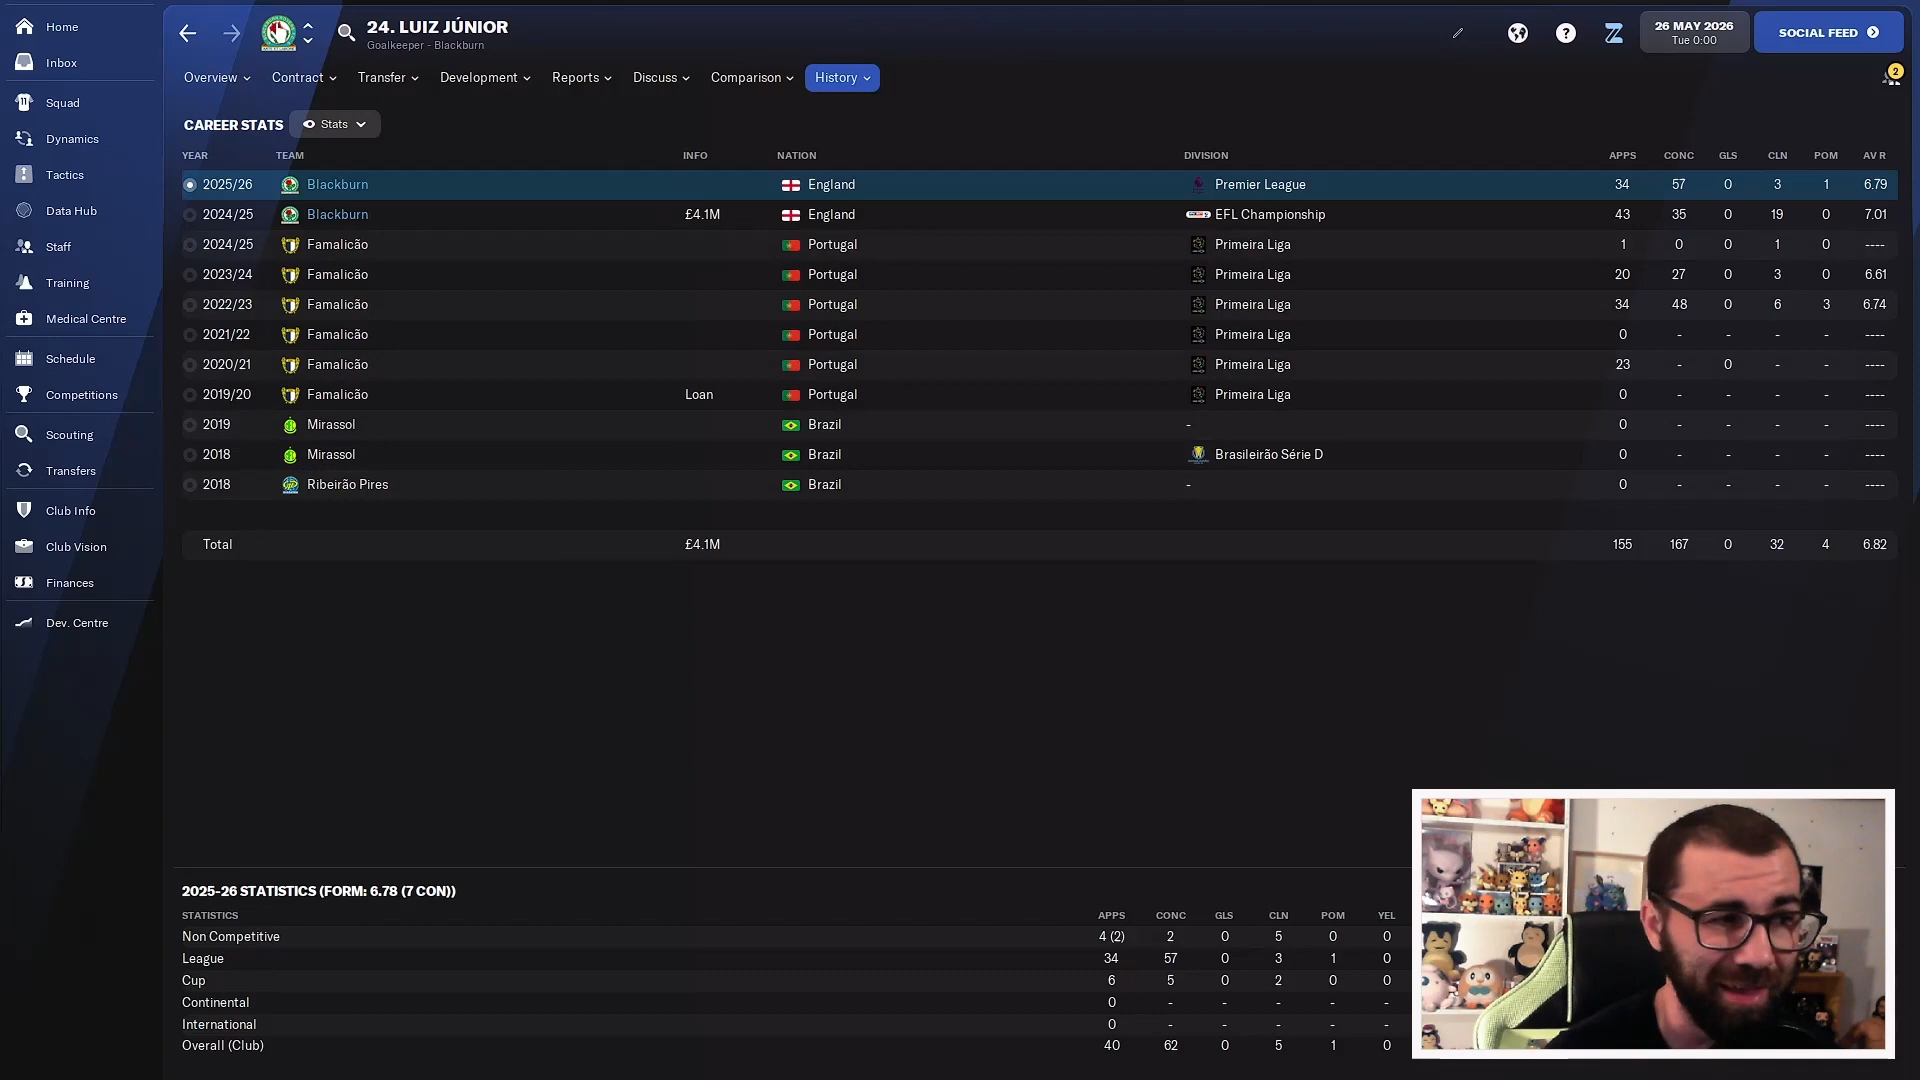 Home
Inbox
Squad
Dynamics
Tactics
Data Hub
Staff
Training
Medical Centre
Schedule
Competitions
Scouting
Transfers
Club Info
Club Vision
Finances
Dev. Centre
24. LUIZ JÚNIOR
Goalkeeper - Blackburn
26 MAY 2026
Tue 0:00
SOCIAL FEED
2
Overview Contract Transfer Development Reports Discuss Comparison History
CAREER STATS Stats
YEAR TEAM INFO NATION DIVISION APPS CONC GLS CLN POM AV R
2025/26 Blackburn England Premier League 34 57 0 3 1 6.79
2024/25 Blackburn £4.1M England EFL Championship 43 35 0 19 0 7.01
2024/25 Famalicão Portugal Primeira Liga 1 0 0 1 0 ----
2023/24 Famalicão Portugal Primeira Liga 20 27 0 3 0 6.61
2022/23 Famalicão Portugal Primeira Liga 34 48 0 6 3 6.74
2021/22 Famalicão Portugal Primeira Liga 0 - - - - ----
2020/21 Famalicão Portugal Primeira Liga 23 - 0 - - ----
2019/20 Famalicão Loan Portugal Primeira Liga 0 - - - - ----
2019 Mirassol Brazil - 0 - - - - ----
2018 Mirassol Brazil Brasileirão Série D 0 - - - - ----
2018 Ribeirão Pires Brazil - 0 - - - - ----
Total £4.1M 155 167 0 32 4 6.82
2025-26 STATISTICS (FORM: 6.78 (7 CON))
STATISTICS APPS CONC GLS CLN POM YEL
Non Competitive 4 (2) 2 0 5 0 0
League 34 57 0 3 1 0
Cup 6 5 0 2 0 0
Continental 0 - - - - -
International 0 - - - - -
Overall (Club) 40 62 0 5 1 0